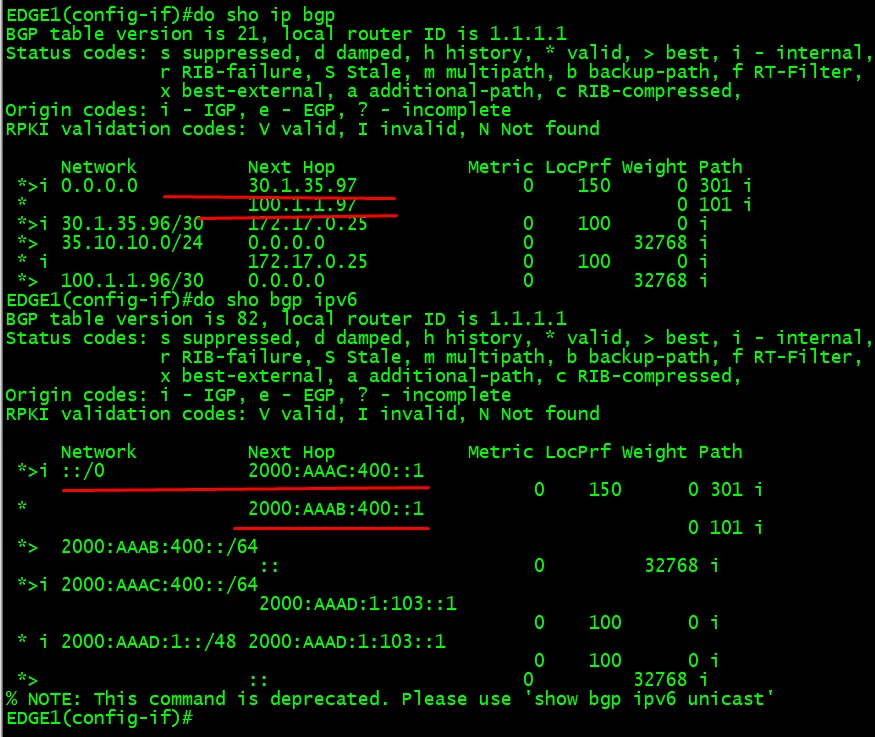 EDGE1(config-if)#do sho ip bgp
BGP table version is 21, local router ID is 1.1.1.1
Status codes: s suppressed, d damped, h history, * valid, > best, i - internal,
              r RIB-failure, S Stale, m multipath, b backup-path, f RT-Filter,
              x best-external, a additional-path, c RIB-compressed,
Origin codes: i - IGP, e - EGP, ? - incomplete
RPKI validation codes: V valid, I invalid, N Not found

     Network          Next Hop            Metric LocPrf Weight Path
 *>i 0.0.0.0          30.1.35.97               0    150      0 301 i
 *                    100.1.1.97                             0 101 i
 *>i 30.1.35.96/30    172.17.0.25              0    100      0 i
 *>  35.10.10.0/24    0.0.0.0                  0         32768 i
 * i                  172.17.0.25              0    100      0 i
 *>  100.1.1.96/30    0.0.0.0                  0         32768 i
EDGE1(config-if)#do sho bgp ipv6
BGP table version is 82, local router ID is 1.1.1.1
Status codes: s suppressed, d damped, h history, * valid, > best, i - internal,
              r RIB-failure, S Stale, m multipath, b backup-path, f RT-Filter,
              x best-external, a additional-path, c RIB-compressed,
Origin codes: i - IGP, e - EGP, ? - incomplete
RPKI validation codes: V valid, I invalid, N Not found

     Network          Next Hop            Metric LocPrf Weight Path
 *>i ::/0             2000:AAAC:400::1
                                               0    150      0 301 i
 *                    2000:AAAB:400::1
                                                             0 101 i
 *>  2000:AAAB:400::/64
                       ::                      0          32768 i
 *>i 2000:AAAC:400::/64
                       2000:AAAD:1:103::1
                                               0    100      0 i
 * i 2000:AAAD:1::/48 2000:AAAD:1:103::1
                                               0    100      0 i
 *>                   ::                      0         32768 i
% NOTE: This command is deprecated. Please use 'show bgp ipv6 unicast'
EDGE1(config-if)#